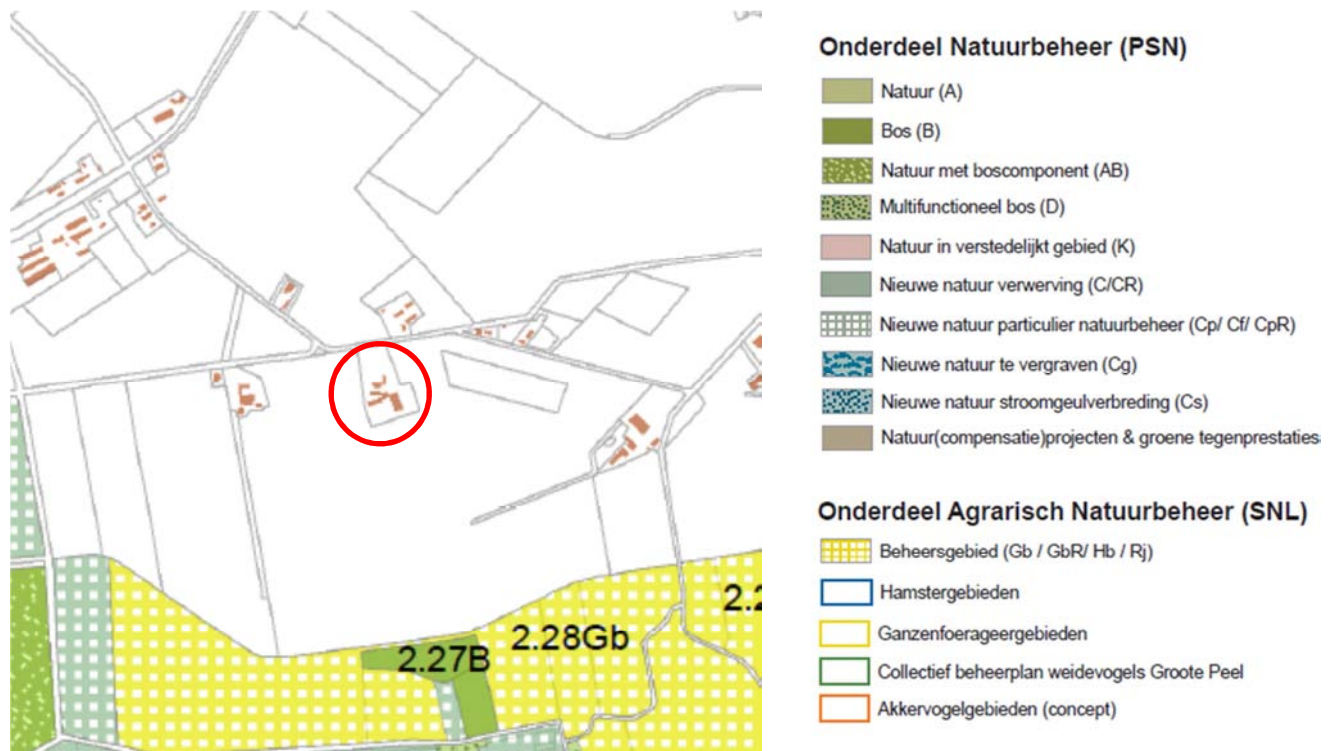 2.27B
2.28Gb
Onderdeel Natuurbeheer (PSN)
Natuur (A)
Bos (B)
Natuur met boscomponent (AB)
Multifunctioneel bos (D)
Natuur in verstedelijkt gebied (K)
Nieuwe natuur verwerving (C/CR)
Nieuwe natuur particulier natuurbeheer (Cp/ Cf/ CpR)
Nieuwe natuur te vergraven (Cg)
Nieuwe natuur stroomgeulverbreding (Cs)
Natuur(compensatie)projecten & groene tegenprestaties
Onderdeel Agrarisch Natuurbeheer (SNL)
Beheersgebied (Gb / GbR/ Hb / Rj)
Hamstergebieden
Ganzenfoerageergebieden
Collectief beheerplan weidevogels Groote Peel
Akkervogelgebieden (concept)